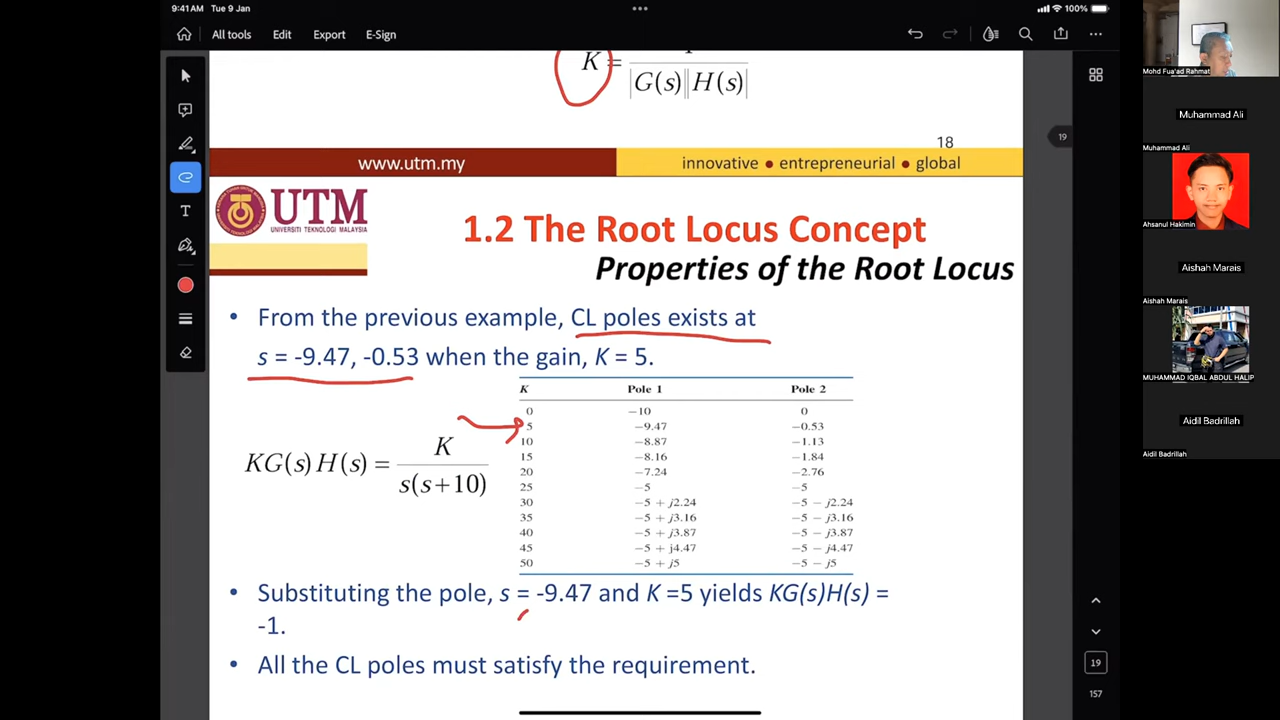 9:41 AM Tue 9 Jan
100%
All tools Edit Export E-Sign
K =
|G(s)||H(s)|
19
18
www.utm.my
innovative • entrepreneurial • global
UTM
UNIVERSITI TEKNOLOGI MALAYSIA
1.2 The Root Locus Concept
Properties of the Root Locus
• From the previous example, CL poles exists at
s = -9.47, -0.53 when the gain, K = 5.
K Pole 1 Pole 2
0 −10 0
5 −9.47 −0.53
10 −8.87 −1.13
15 −8.16 −1.84
20 −7.24 −2.76
25 −5 −5
30 −5 + j2.24 −5 − j2.24
35 −5 + j3.16 −5 − j3.16
40 −5 + j3.87 −5 − j3.87
45 −5 + j4.47 −5 − j4.47
50 −5 + j5 −5 − j5
KG(s) H(s) = K / s(s+10)
• Substituting the pole, s = -9.47 and K =5 yields KG(s)H(s) =
-1.
• All the CL poles must satisfy the requirement.
19
157
Mohd Fua'ad Rahmat
Muhammad Ali
Muhammad Ali
Ahsanul Hakimin
Aishah Marais
Aishah Marais
MUHAMMAD IQBAL ABDUL HALIP
Aidil Badrillah
Aidil Badrillah